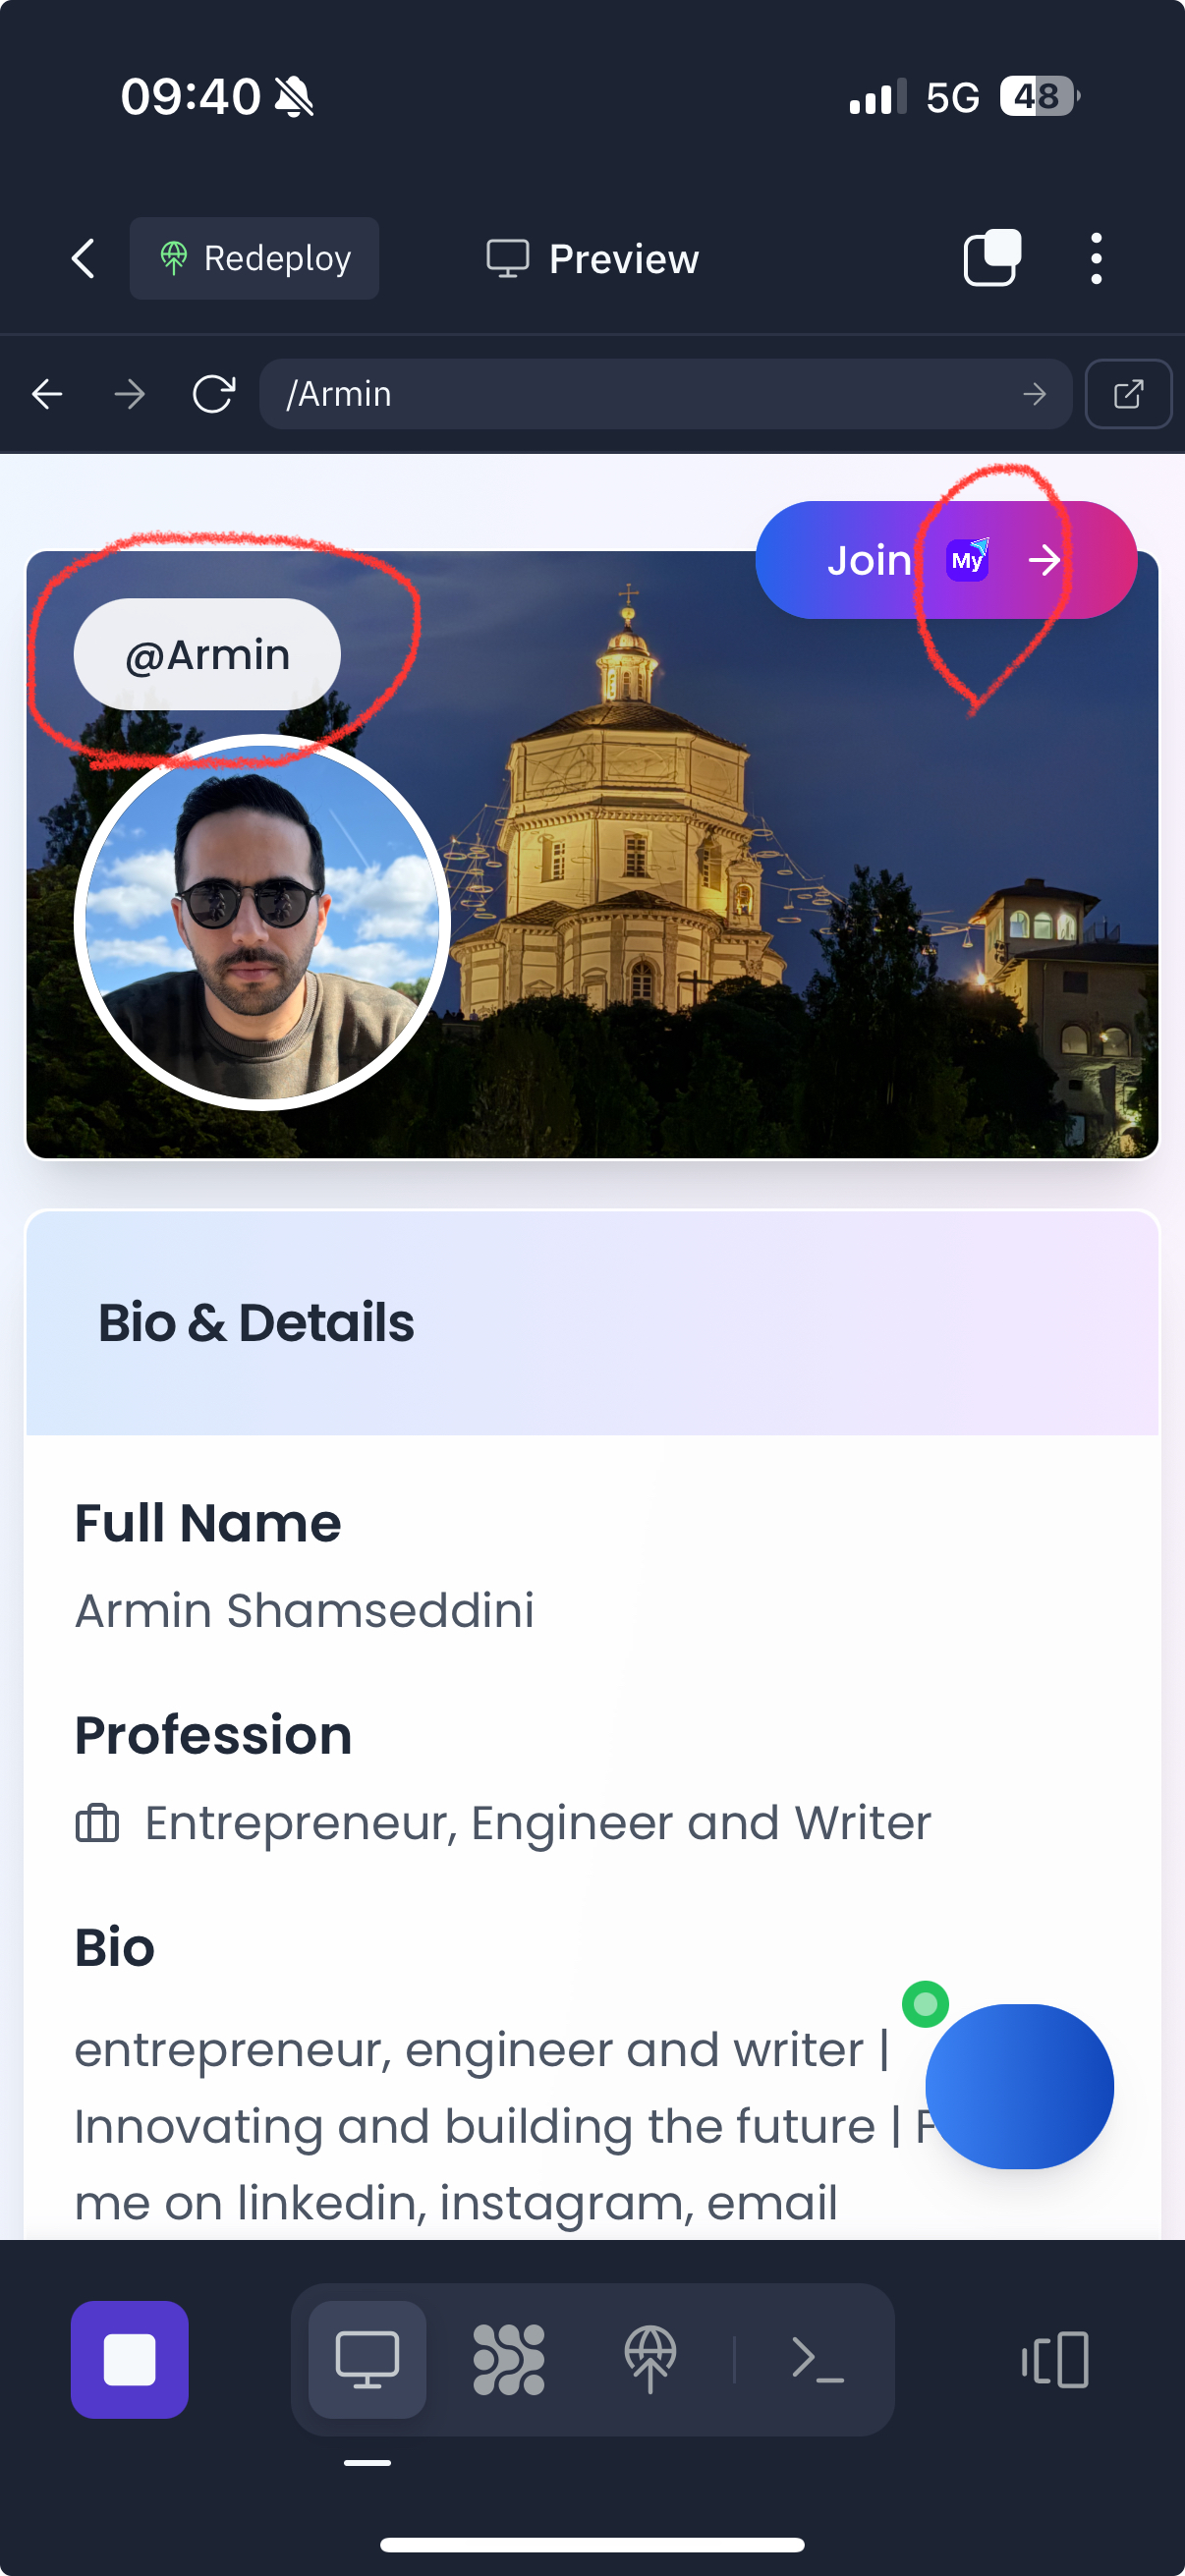 09:40 5G 48
Redeploy Preview
/Armin
Join My
@Armin
Bio & Details
Full Name
Armin Shamseddini
Profession
Entrepreneur, Engineer and Writer
Bio
entrepreneur, engineer and writer |
Innovating and building the future |
me on linkedin, instagram, email